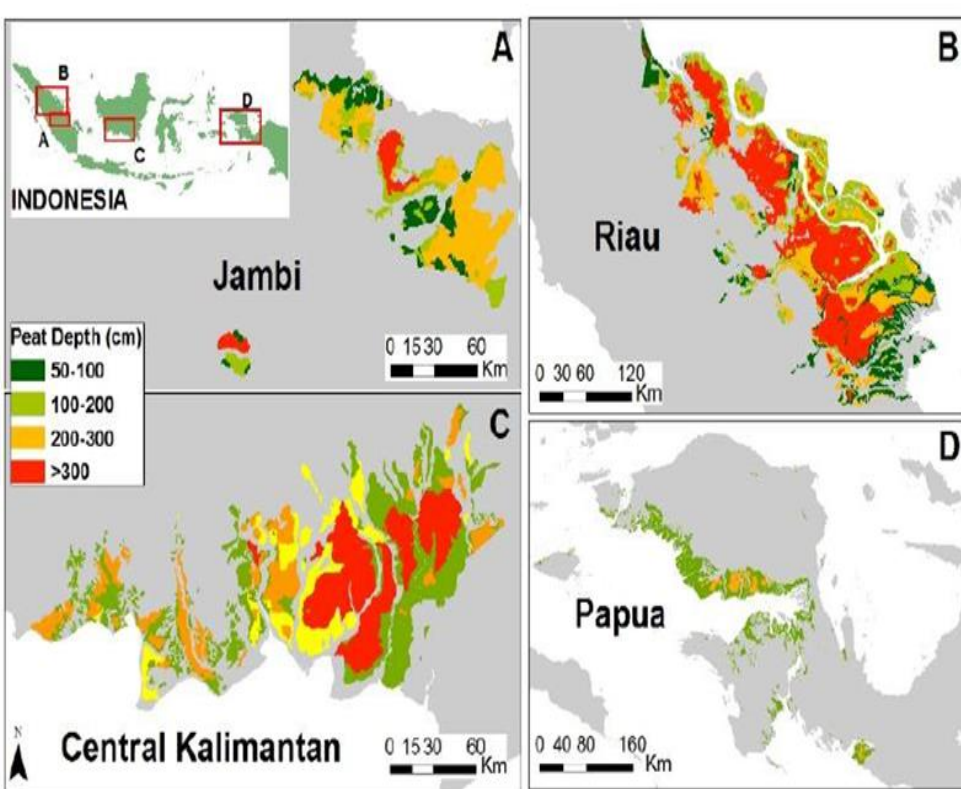 A
B
D
A
C
INDONESIA
Jambi
0 15 30 60
Km
Peat Depth (cm)
50-100
100-200
200-300
>300
B
Riau
0 30 60 120
Km
C
N
Central Kalimantan
0 15 30 60
Km
D
Papua
0 40 80 160
Km